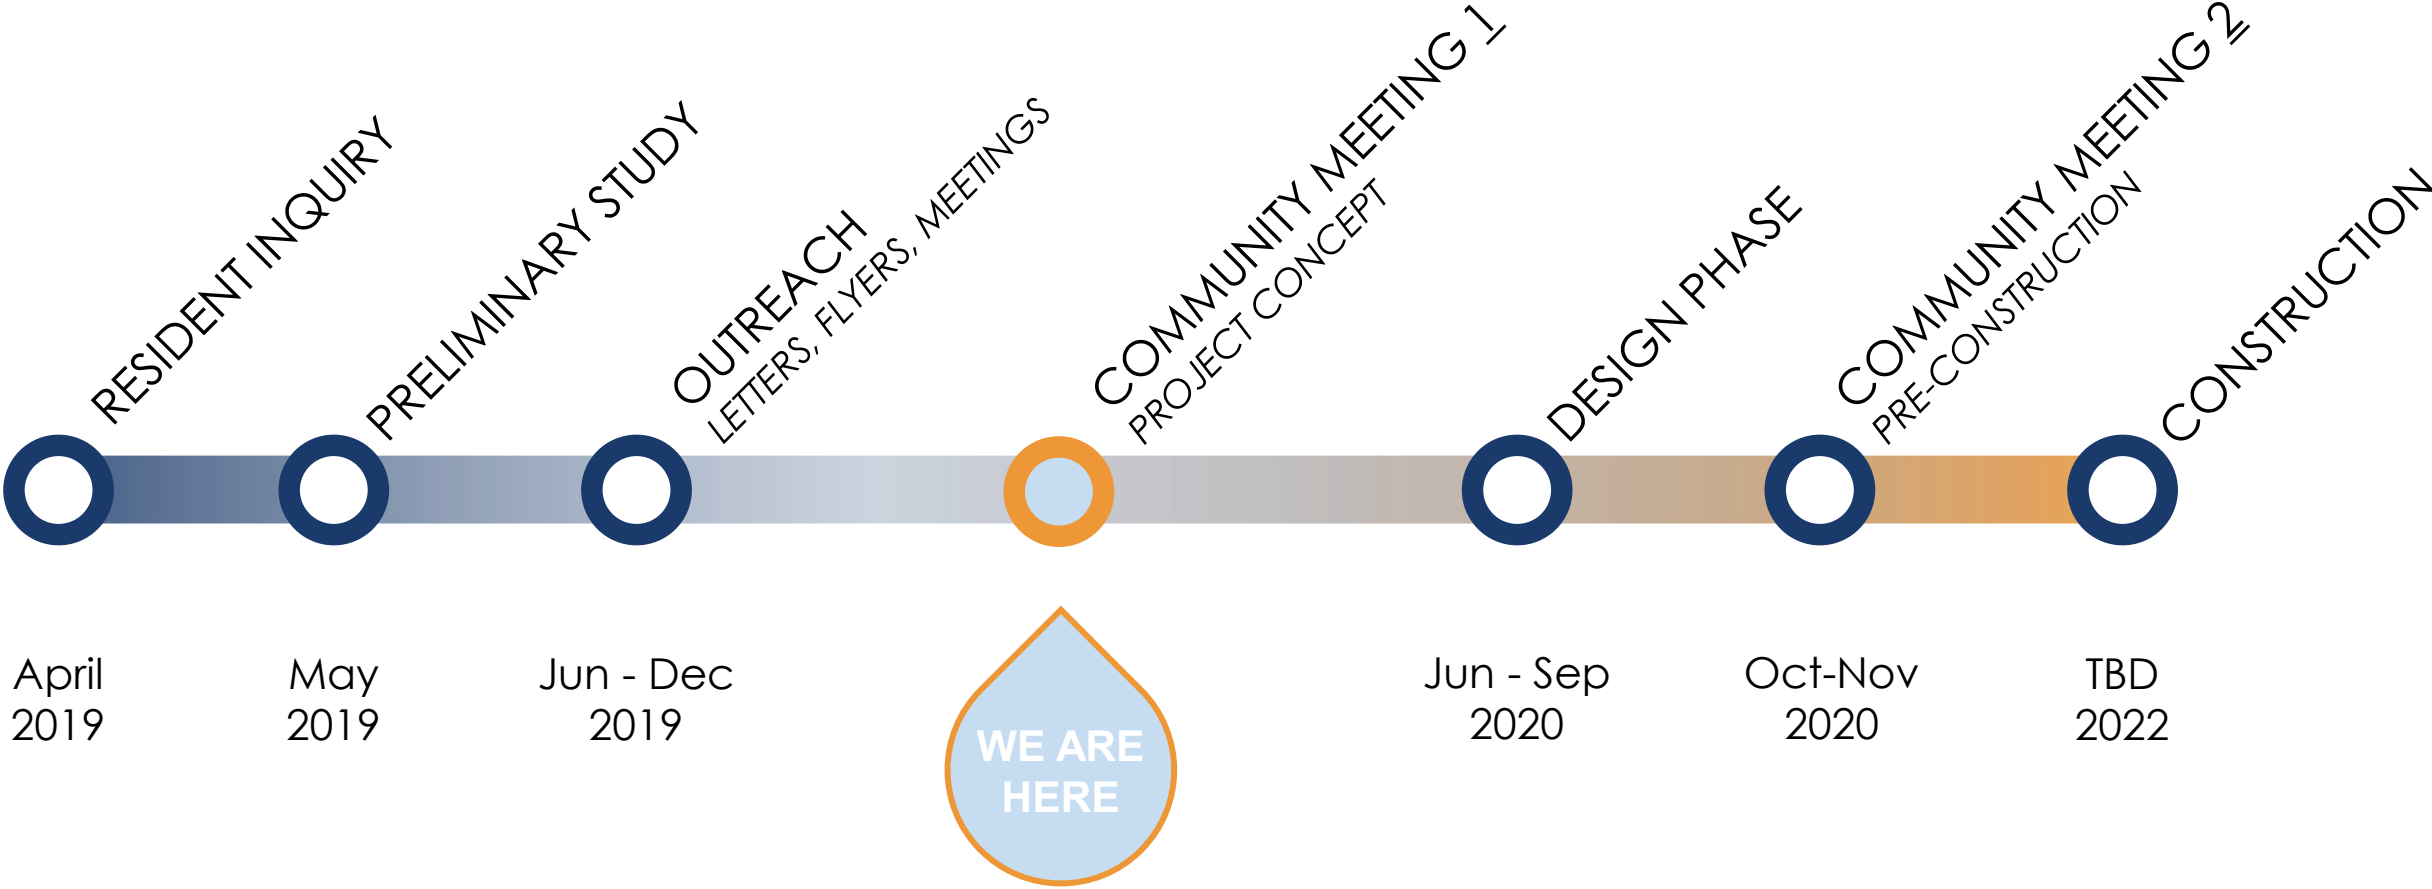 RESIDENT INQUIRY
PRELIMINARY STUDY
OUTREACH
LETTERS, FLYERS, MEETINGS
COMMUNITY MEETING 1
PROJECT CONCEPT
DESIGN PHASE
COMMUNITY MEETING 2
PRE-CONSTRUCTION
CONSTRUCTION
April
2019
May
2019
Jun - Dec
2019
WE ARE
HERE
Jun - Sep
2020
Oct-Nov
2020
TBD
2022